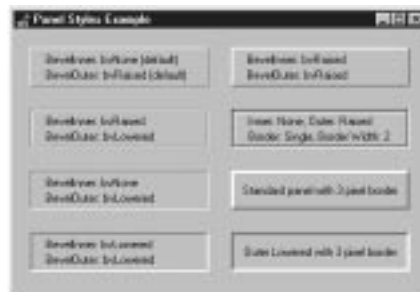 Panel Styles Example
BevelInner: bvNone (default)
BevelOuter: bvRaised (default)
BevelInner: bvRaised
BevelOuter: bvRaised
BevelInner: bvRaised
BevelOuter: bvLowered
Inner: None, Outer: Raised
Border: Single, Border Width: 2
BevelInner: bvNone
BevelOuter: bvLowered
Standard panel with 3 pixel border
BevelInner: bvLowered
BevelOuter: bvLowered
Outer Lowered with 3 pixel border